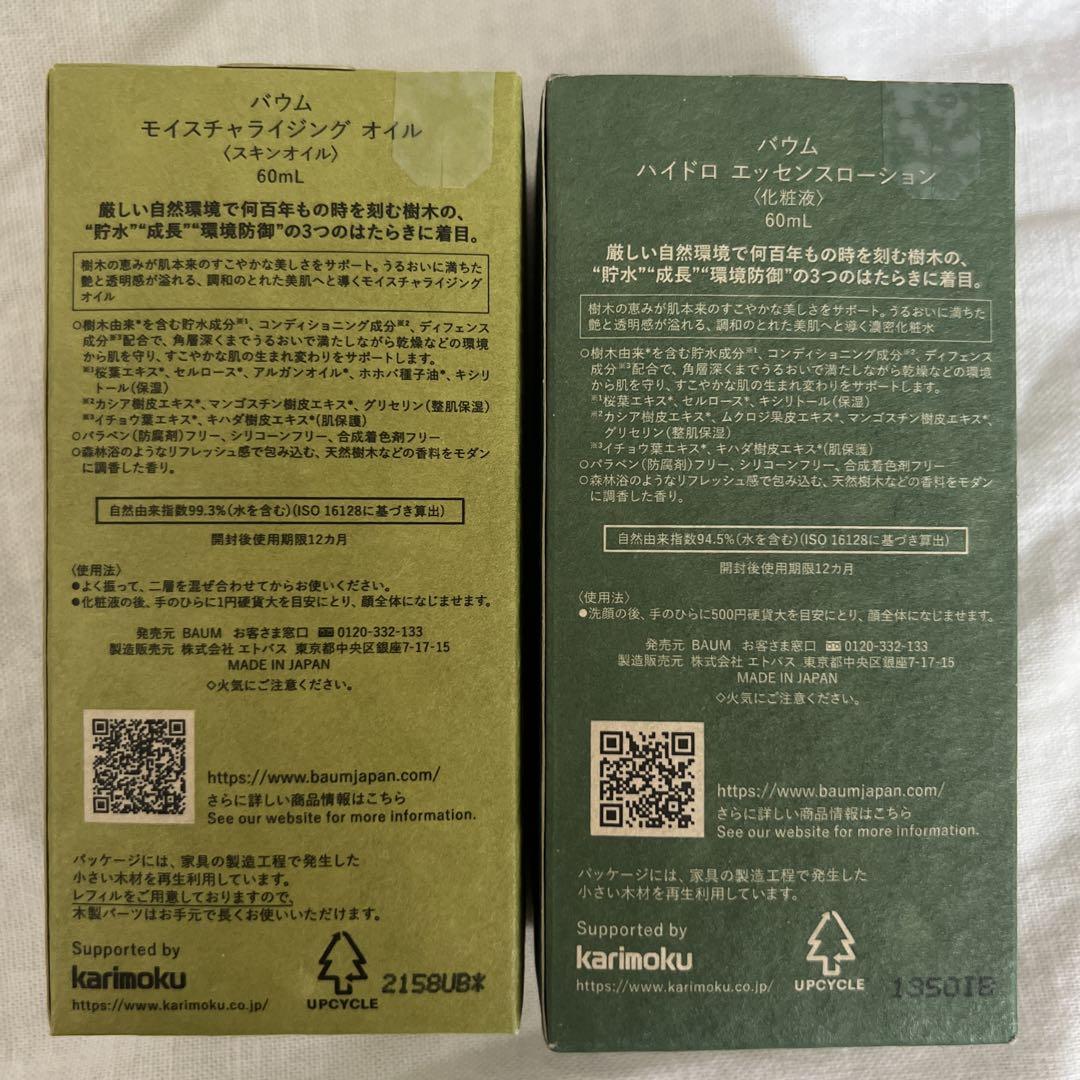 バウム
モイスチャライジング オイル
〈スキンオイル〉
60mL
厳しい自然環境で何百年もの時を刻む樹木の、
“貯水”“成長”“環境防御”の3つのはたらきに着目。
樹木の恵みが肌本来のすこやかな美しさをサポート。うるおいに満ちた
艶と透明感が溢れる、調和のとれた美肌へと導くモイスチャライジング
オイル
○樹木由来*を含む貯水成分※1、コンディショニング成分※2、ディフェンス
成分※3配合で、角層深くまでうるおいで満たしながら乾燥などの環境
から肌を守り、すこやかな肌の生まれ変わりをサポートします。
※1桜葉エキス*、セルロース*、アルガンオイル*、ホホバ種子油*、キシリ
トール(保湿)
※2カシア樹皮エキス*、マンゴスチン樹皮エキス*、グリセリン(整肌保湿)
※3イチョウ葉エキス*、キハダ樹皮エキス*(肌保護)
○パラベン(防腐剤)フリー、シリコーンフリー、合成着色剤フリー
○森林浴のようなリフレッシュ感で包み込む、天然樹木などの香料をモダン
に調香した香り。
自然由来指数99.3%(水を含む)(ISO 16128に基づき算出)
開封後使用期限12カ月
〈使用法〉
●よく振って、二層を混ぜ合わせてからお使いください。
●化粧液の後、手のひらに1円硬貨大を目安にとり、顔全体になじませます。
発売元 BAUM お客さま窓口 0120-332-133
製造販売元 株式会社 エトバス 東京都中央区銀座7-17-15
MADE IN JAPAN
◇火気にご注意ください。
https://www.baumjapan.com/
さらに詳しい商品情報はこちら
See our website for more information.
パッケージには、家具の製造工程で発生した
小さい木材を再生利用しています。
レフィルをご用意しておりますので、
木製パーツはお手元で長くお使いいただけます。
Supported by
karimoku
https://www.karimoku.co.jp/
UPCYCLE
2158UB*
バウム
ハイドロ エッセンスローション
〈化粧液〉
60mL
厳しい自然環境で何百年もの時を刻む樹木の、
“貯水”“成長”“環境防御”の3つのはたらきに着目。
樹木の恵みが肌本来のすこやかな美しさをサポート。うるおいに満ちた
艶と透明感が溢れる、調和のとれた美肌へと導く濃密化粧水
○樹木由来*を含む貯水成分※1、コンディショニング成分※2、ディフェンス
成分※3配合で、角層深くまでうるおいで満たしながら乾燥などの環境
から肌を守り、すこやかな肌の生まれ変わりをサポートします。
※1桜葉エキス*、セルロース*、キシリトール(保湿)
※2カシア樹皮エキス*、ムクロジ果皮エキス*、マンゴスチン樹皮エキス*、
グリセリン(整肌保湿)
※3イチョウ葉エキス*、キハダ樹皮エキス*(肌保護)
○パラベン(防腐剤)フリー、シリコーンフリー、合成着色剤フリー
○森林浴のようなリフレッシュ感で包み込む、天然樹木などの香料をモダン
に調香した香り。
自然由来指数94.5%(水を含む)(ISO 16128に基づき算出)
開封後使用期限12カ月
〈使用法〉
●洗顔の後、手のひらに500円硬貨大を目安にとり、顔全体になじませます。
発売元 BAUM お客さま窓口 0120-332-133
製造販売元 株式会社 エトバス 東京都中央区銀座7-17-15
MADE IN JAPAN
◇火気にご注意ください。
https://www.baumjapan.com/
さらに詳しい商品情報はこちら
See our website for more information.
パッケージには、家具の製造工程で発生した
小さい木材を再生利用しています。
Supported by
karimoku
https://www.karimoku.co.jp/
UPCYCLE